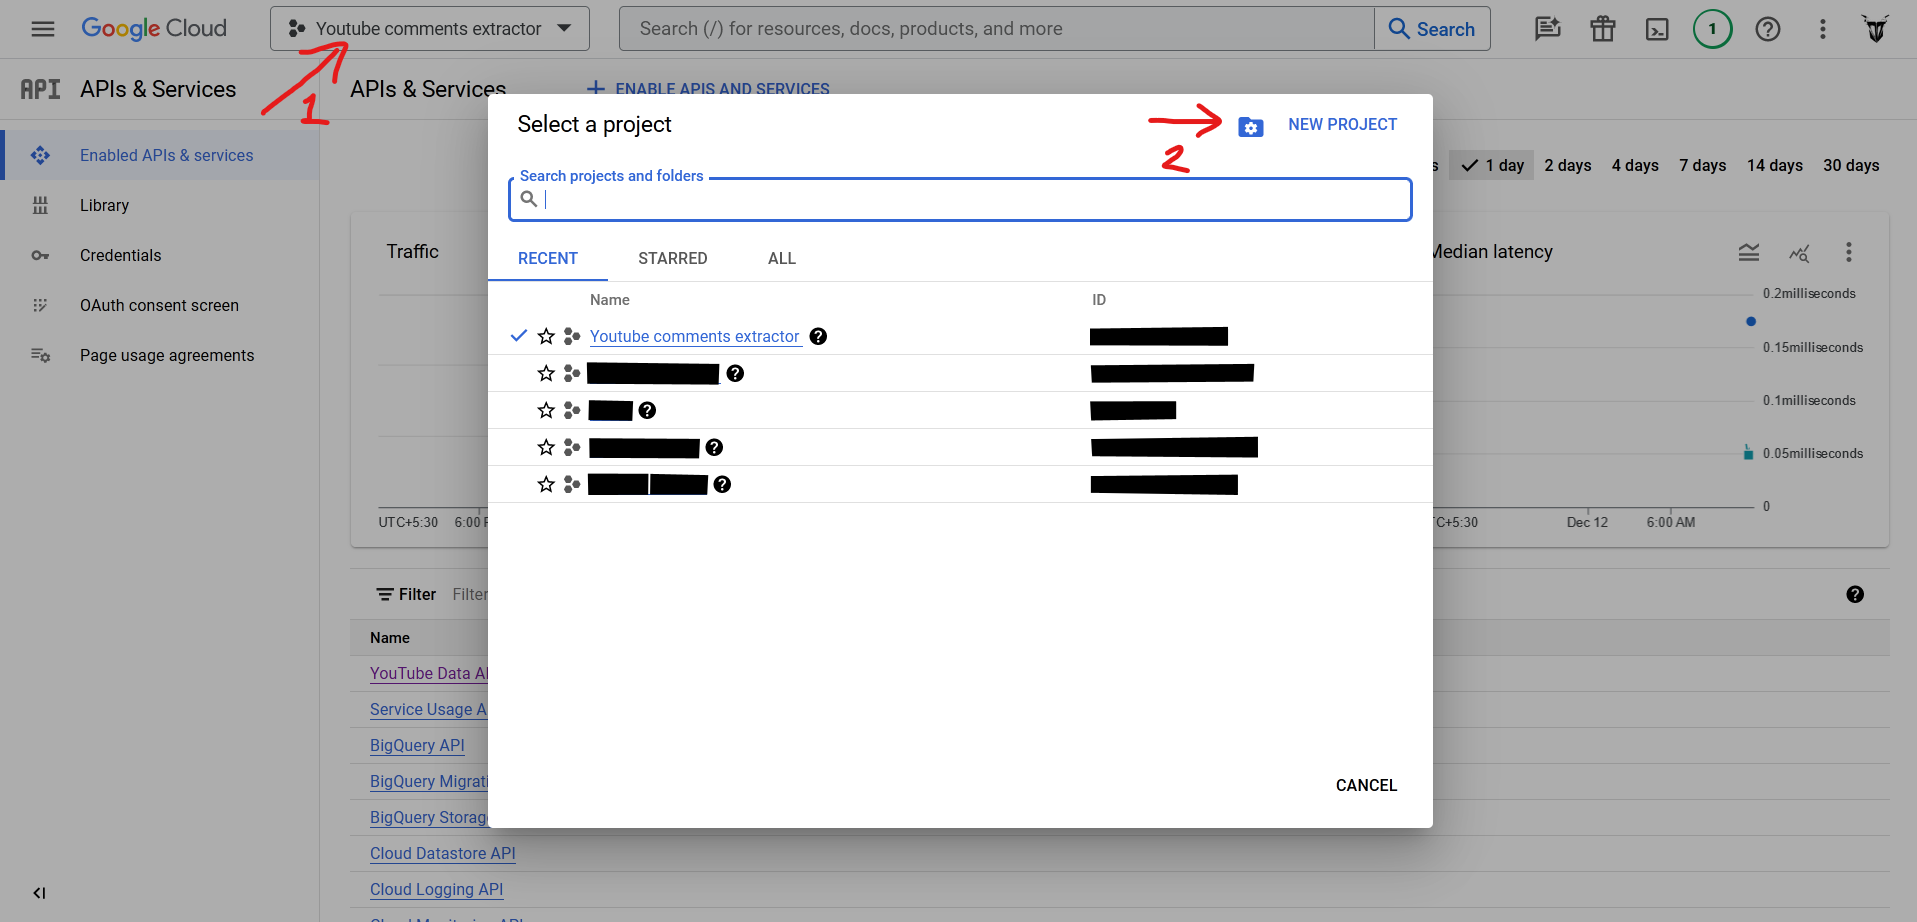 Google Cloud
Youtube comments extractor
Search (/) for resources, docs, products, and more
Search
1
API
APIs & Services
APIs & Services
ENABLE APIS AND SERVICES
1
Enabled APIs & services
Library
Credentials
OAuth consent screen
Page usage agreements
Select a project
NEW PROJECT
2
Search projects and folders
RECENT
STARRED
ALL
Name
ID
Youtube comments extractor
CANCEL
1 day
2 days
4 days
7 days
14 days
30 days
Traffic
UTC+5:30
6:00
Median latency
0.2milliseconds
0.15milliseconds
0.1milliseconds
0.05milliseconds
0
Dec 12
6:00 AM
Filter
Filter
Name
YouTube Data
Service Usage
BigQuery API
BigQuery
BigQuery
Cloud Datastore API
Cloud Logging API